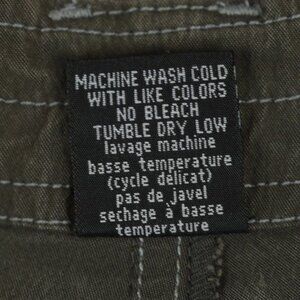 MACHINE WASH COLD
WITH LIKE COLORS
NO BLEACH
TUMBLE DRY LOW
lavage machine
basse temperature
(cycle délicat)
pas de javel
sechage à basse
temperature